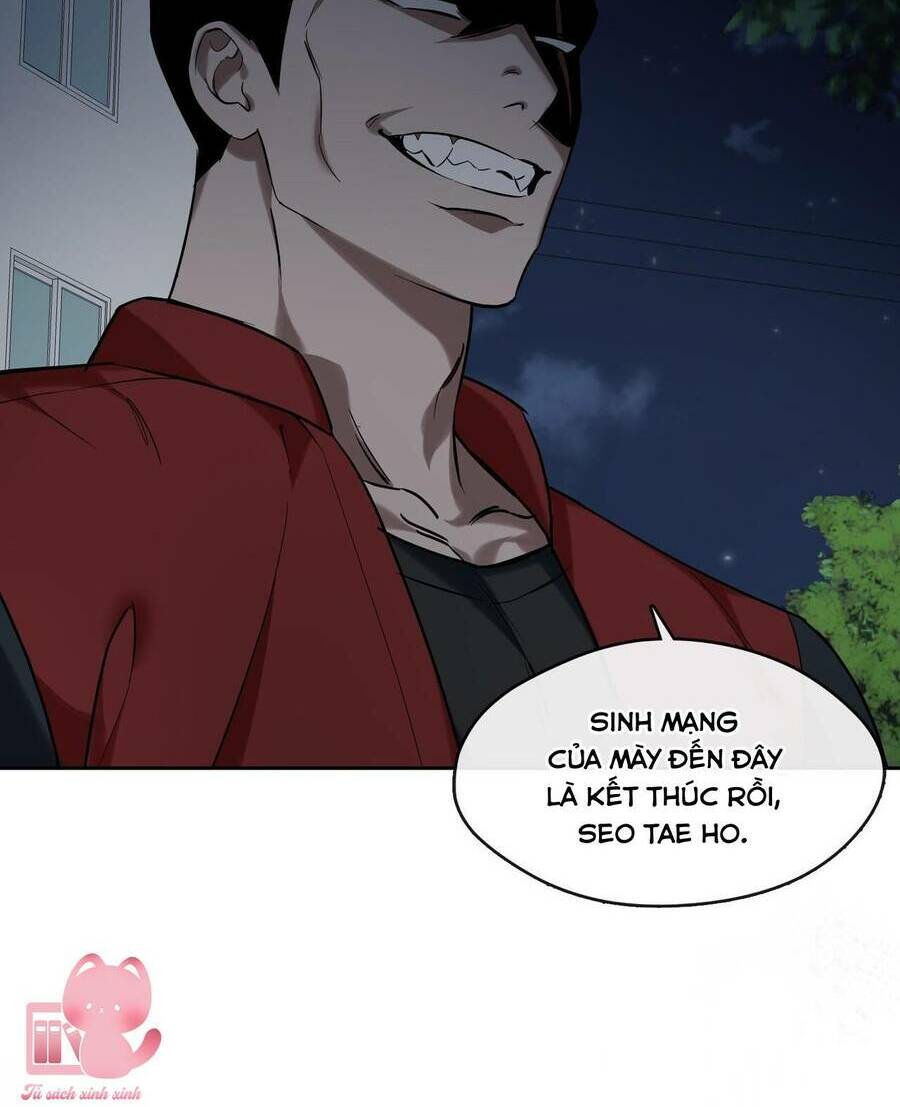 SINH MẠNG
CỦA MÀY ĐẾN ĐÂY
LÀ KẾT THÚC RỒI,
SEO TAE HO.
Tủ sách xinh xinh